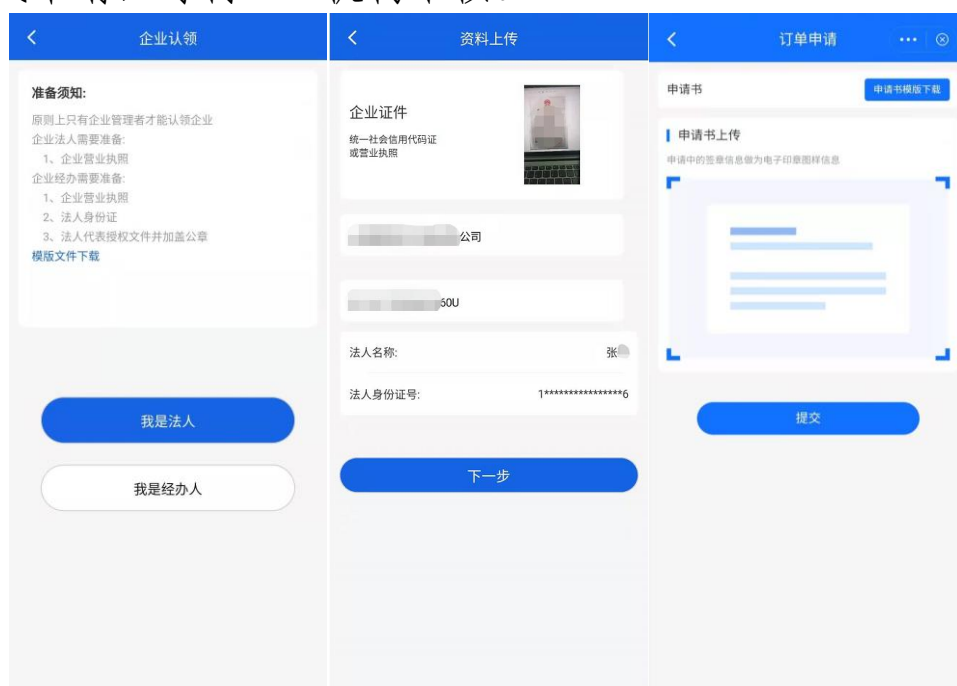 企业认领
准备须知:
原则上只有企业管理者才能认领企业
企业法人需要准备:
1、企业营业执照
企业经办需要准备:
1、企业营业执照
2、法人身份证
3、法人代表授权文件并加盖公章
模版文件下载
我是法人
我是经办人
资料上传
企业证件
统一社会信用代码证
或营业执照
公司
60U
法人名称:
张
法人身份证号:
1****************6
下一步
订单申请
申请书
申请书模版下载
申请书上传
申请中的签章信息做为电子印章图样信息
提交